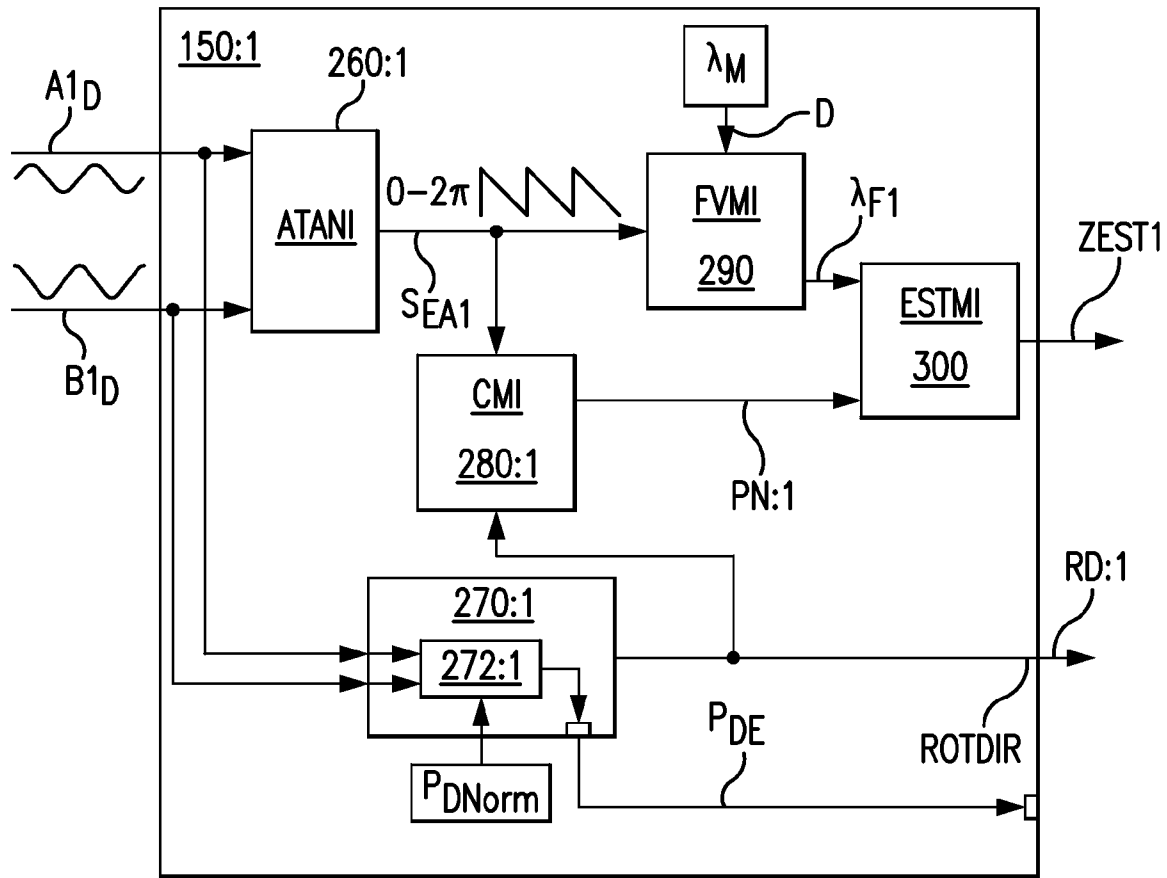 150:1
260:1
λM
A1D
D
ATANI
0-2π
FVMI
290
λF1
ZEST1
SEA1
ESTMI
300
B1D
CMI
280:1
PN:1
270:1
272:1
RD:1
PDE
ROTDIR
PDNorm